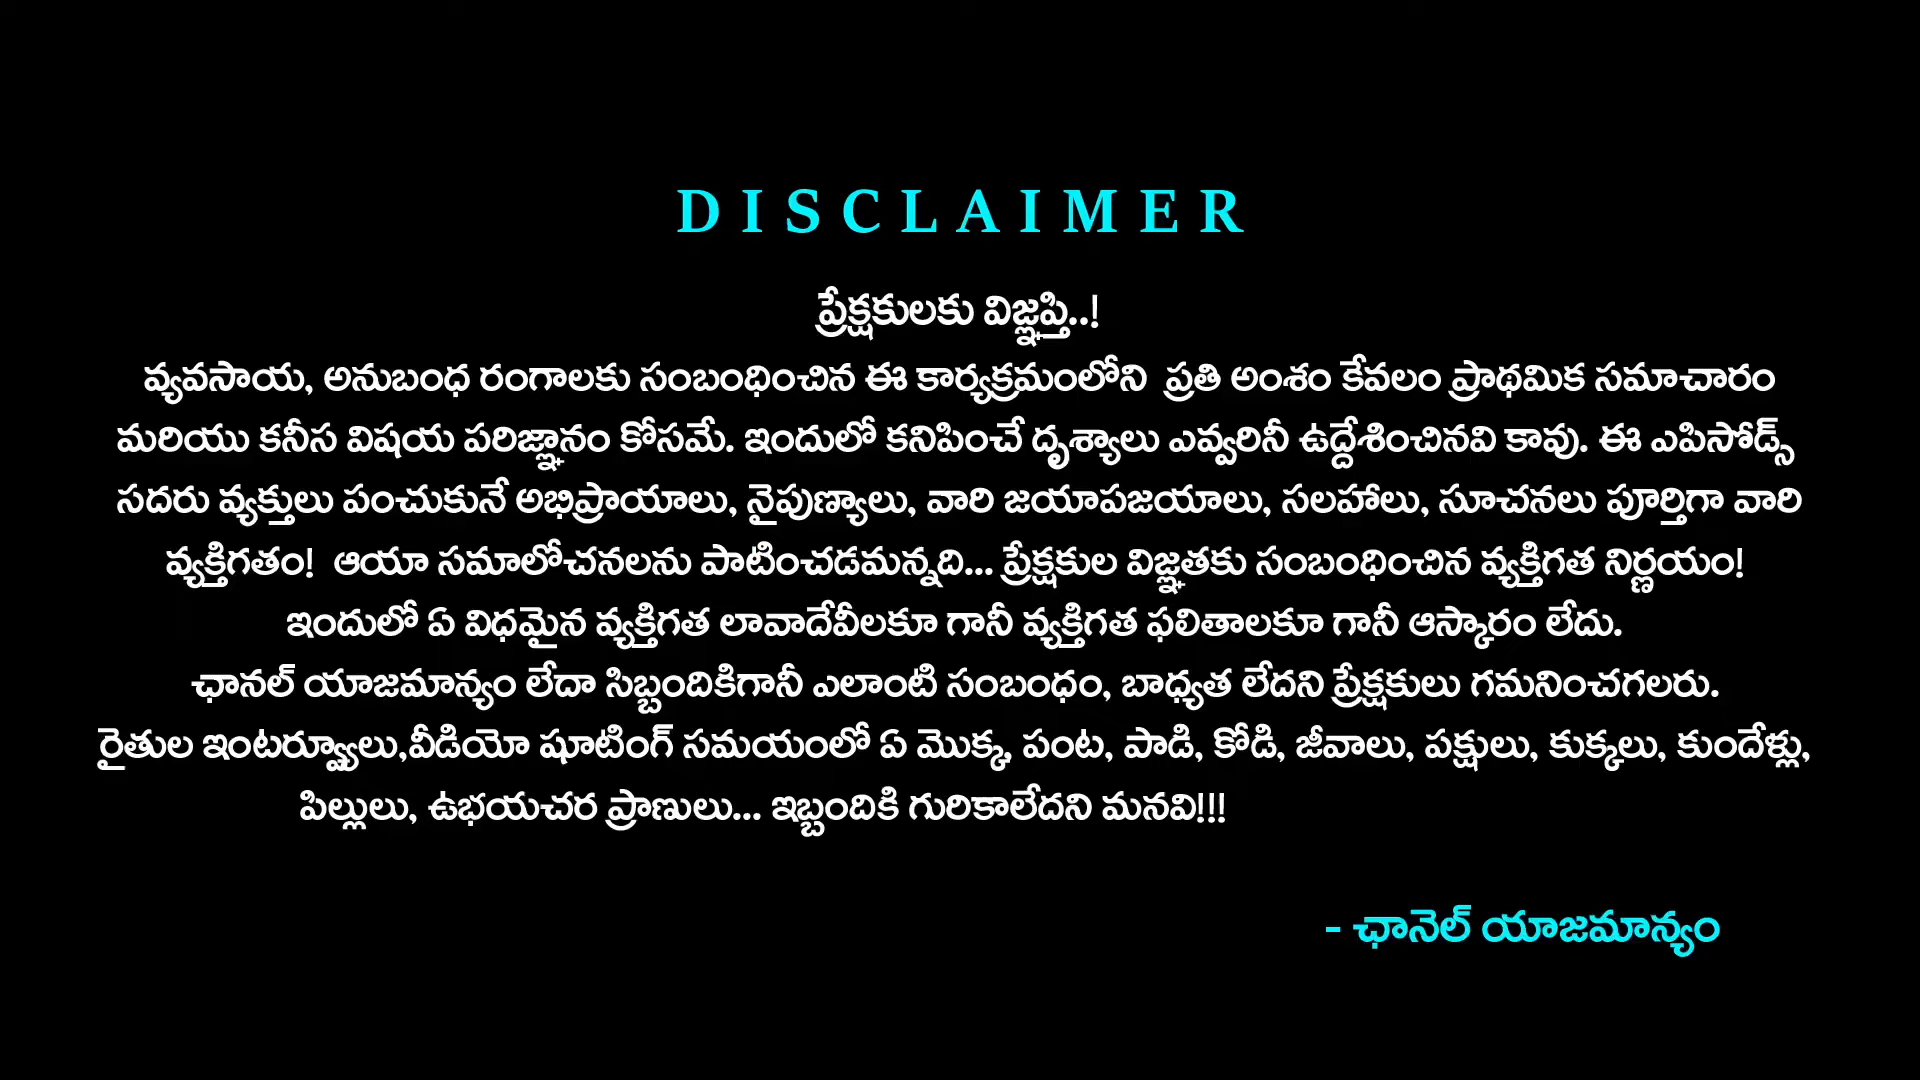 DISCLAIMER
ప్రేక్షకులకు విజ్ఞప్తి..!
వ్యవసాయ, అనుబంధ రంగాలకు సంబంధించిన ఈ కార్యక్రమంలోని ప్రతి అంశం కేవలం ప్రాథమిక సమాచారం
మరియు కనీస విషయ పరిజ్ఞానం కోసమే. ఇందులో కనిపించే దృశ్యాలు ఎవ్వరినీ ఉద్దేశించినవి కావు. ఈ ఎపిసోడ్స్
సదరు వ్యక్తులు పంచుకునే అభిప్రాయాలు, నైపుణ్యాలు, వారి జయాపజయాలు, సలహాలు, సూచనలు పూర్తిగా వారి
వ్యక్తిగతం! ఆయా సమాలోచనలను పాటించడమన్నది... ప్రేక్షకుల విజ్ఞతకు సంబంధించిన వ్యక్తిగత నిర్ణయం!
ఇందులో ఏ విధమైన వ్యక్తిగత లావాదేవీలకూ గానీ వ్యక్తిగత ఫలితాలకూ గానీ ఆస్కారం లేదు.
ఛానల్ యాజమాన్యం లేదా సిబ్బందికిగానీ ఎలాంటి సంబంధం, బాధ్యత లేదని ప్రేక్షకులు గమనించగలరు.
రైతుల ఇంటర్వ్యూలు,వీడియో షూటింగ్ సమయంలో ఏ మొక్క, పంట, పాడి, కోడి, జీవాలు, పక్షులు, కుక్కలు, కుందేళ్లు,
పిల్లులు, ఉభయచర ప్రాణులు... ఇబ్బందికి గురికాలేదని మనవి!!!
- ఛానెల్ యాజమాన్యం